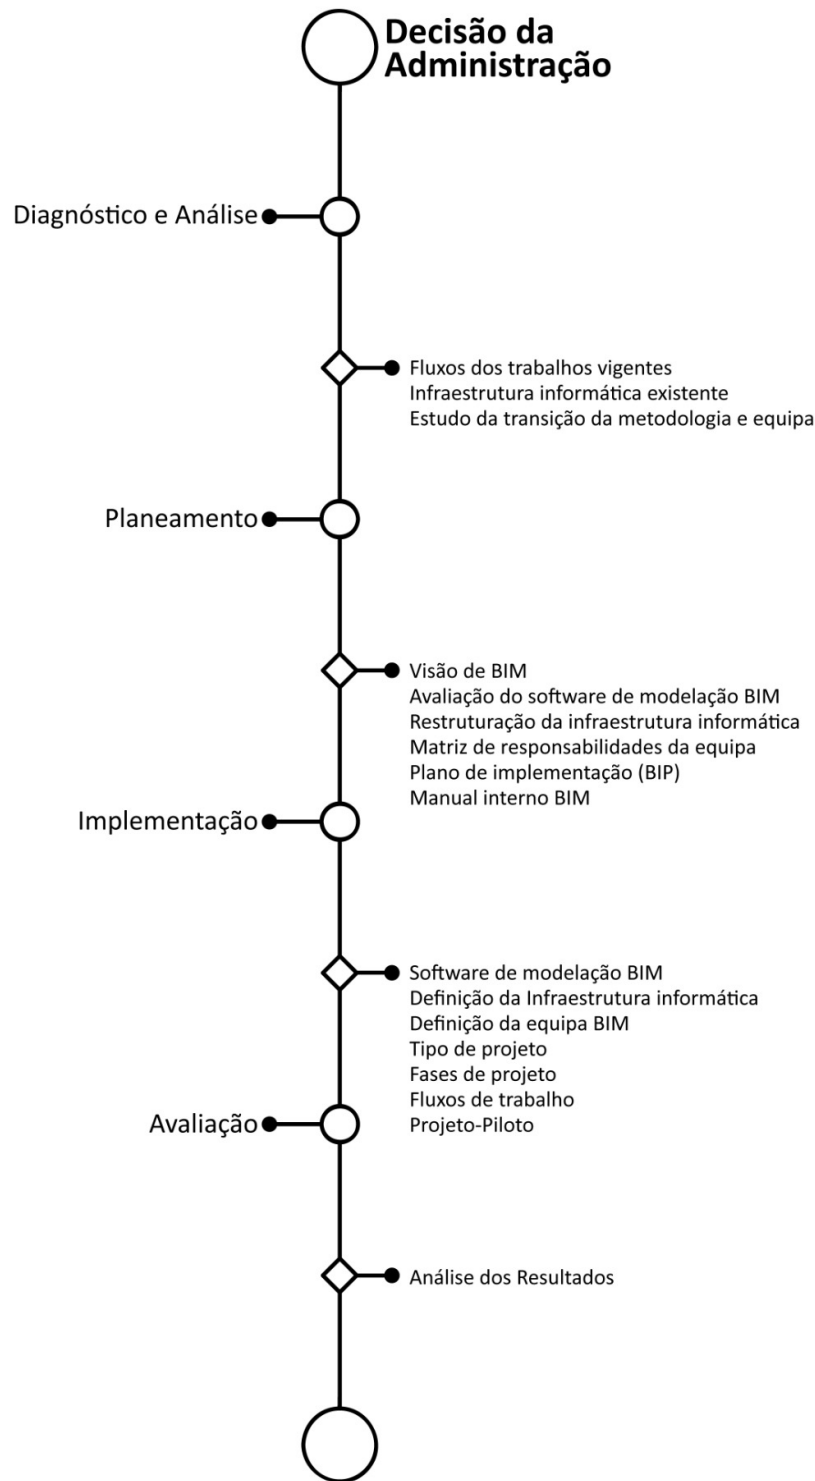 Decisão da
Administração
Diagnóstico e Análise
Fluxos dos trabalhos vigentes
Infraestrutura informática existente
Estudo da transição da metodologia e equipa
Planeamento
Visão de BIM
Avaliação do software de modelação BIM
Restruturação da infraestrutura informática
Matriz de responsabilidades da equipa
Plano de implementação (BIP)
Manual interno BIM
Implementação
Software de modelação BIM
Definição da Infraestrutura informática
Definição da equipa BIM
Tipo de projeto
Fases de projeto
Fluxos de trabalho
Projeto-Piloto
Avaliação
Análise dos Resultados